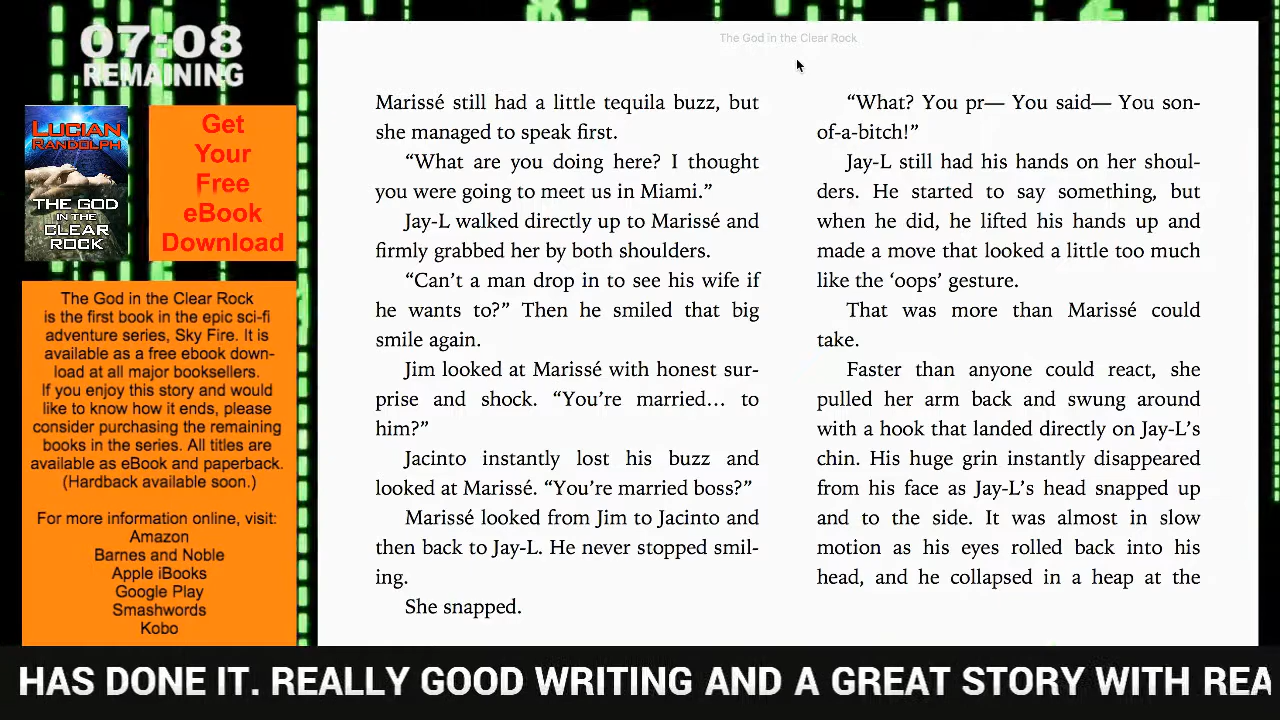 07:08
REMAINING
LUCIAN
RANDOLPH
THE GOD
IN THE
CLEAR
ROCK
Get
Your
Free
eBook
Download
The God in the Clear Rock
is the first book in the epic sci-fi
adventure series, Sky Fire. It is
available as a free ebook down-
load at all major booksellers.
If you enjoy this story and would
like to know how it ends, please
consider purchasing the remaining
books in the series. All titles are
available as eBook and paperback.
(Hardback available soon.)
For more information online, visit:
Amazon
Barnes and Noble
Apple iBooks
Google Play
Smashwords
Kobo
The God in the Clear Rock
Marissé still had a little tequila buzz, but
she managed to speak first.
“What are you doing here? I thought
you were going to meet us in Miami.”
Jay-L walked directly up to Marissé and
firmly grabbed her by both shoulders.
“Can’t a man drop in to see his wife if
he wants to?” Then he smiled that big
smile again.
Jim looked at Marissé with honest sur-
prise and shock. “You’re married… to
him?”
Jacinto instantly lost his buzz and
looked at Marissé. “You’re married boss?”
Marissé looked from Jim to Jacinto and
then back to Jay-L. He never stopped smil-
ing.
She snapped.
“What? You pr— You said— You son-
of-a-bitch!”
Jay-L still had his hands on her shoul-
ders. He started to say something, but
when he did, he lifted his hands up and
made a move that looked a little too much
like the ‘oops’ gesture.
That was more than Marissé could
take.
Faster than anyone could react, she
pulled her arm back and swung around
with a hook that landed directly on Jay-L’s
chin. His huge grin instantly disappeared
from his face as Jay-L’s head snapped up
and to the side. It was almost in slow
motion as his eyes rolled back into his
head, and he collapsed in a heap at the
HAS DONE IT. REALLY GOOD WRITING AND A GREAT STORY WITH REA